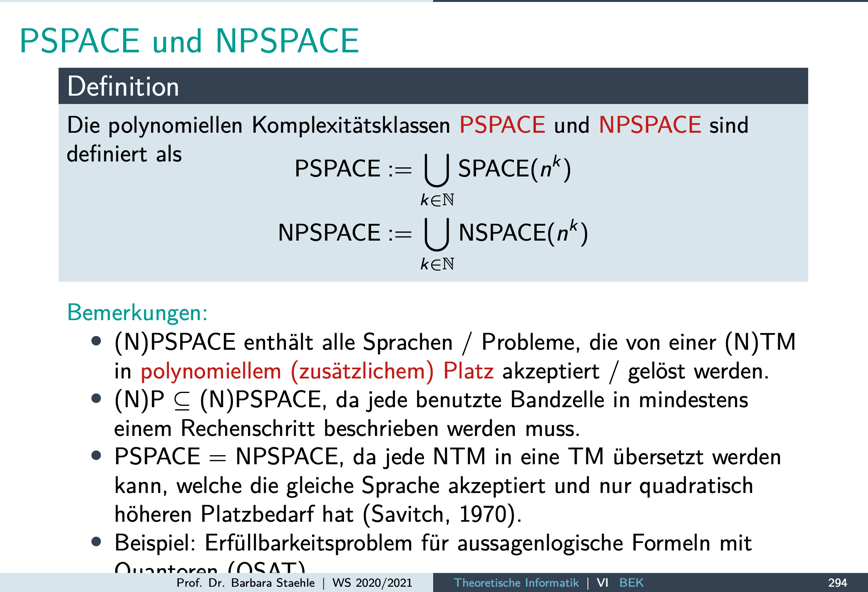 PSPACE und NPSPACE
Definition
Die polynomiellen Komplexitätsklassen PSPACE und NPSPACE sind
definiert als
PSPACE := ⋃ SPACE(nᵏ)
k∈ℕ
NPSPACE := ⋃ NSPACE(nᵏ)
k∈ℕ
Bemerkungen:
• (N)PSPACE enthält alle Sprachen / Probleme, die von einer (N)TM
in polynomiellem (zusätzlichem) Platz akzeptiert / gelöst werden.
• (N)P ⊆ (N)PSPACE, da jede benutzte Bandzelle in mindestens
einem Rechenschritt beschrieben werden muss.
• PSPACE = NPSPACE, da jede NTM in eine TM übersetzt werden
kann, welche die gleiche Sprache akzeptiert und nur quadratisch
höheren Platzbedarf hat (Savitch, 1970).
• Beispiel: Erfüllbarkeitsproblem für aussagenlogische Formeln mit
Quantoren (QSAT)
Prof. Dr. Barbara Staehle | WS 2020/2021 Theoretische Informatik | VI BEK 294